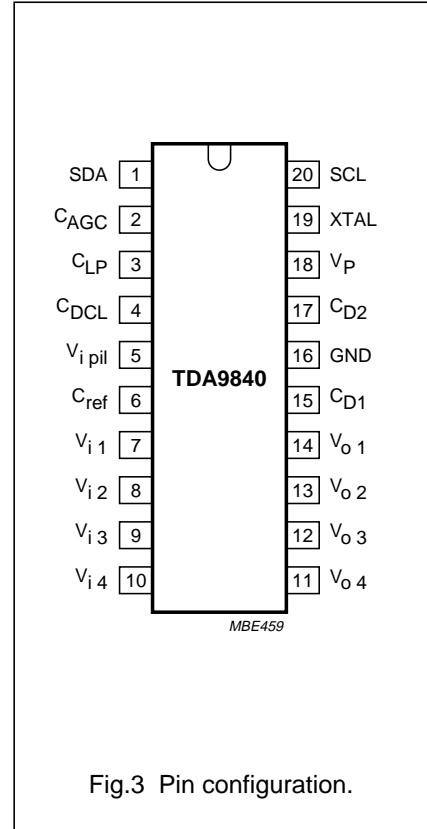 SDA 1 20 SCL
CAGC 2 19 XTAL
CLP 3 18 VP
CDCL 4 17 CD2
Vi pil 5 16 GND
TDA9840
Cref 6 15 CD1
Vi 1 7 14 Vo 1
Vi 2 8 13 Vo 2
Vi 3 9 12 Vo 3
Vi 4 10 11 Vo 4
MBE459
Fig.3 Pin configuration.